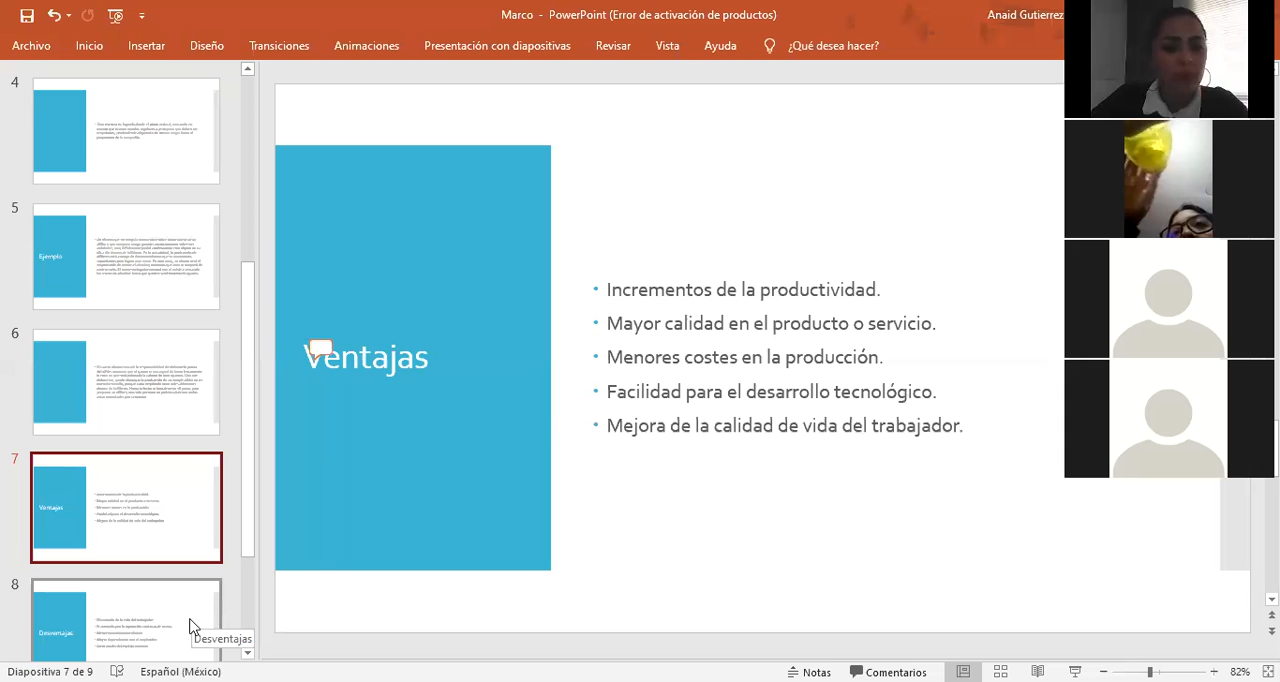 Marco - PowerPoint (Error de activación de productos)
Anaid Gutierrez
Archivo Inicio Insertar Diseño Transiciones Animaciones Presentación con diapositivas Revisar Vista Ayuda ¿Qué desea hacer?
4
5
Ejemplo
6
7
Ventajas
8
Desventajas
Desventajas
Ventajas
• Incrementos de la productividad.
• Mayor calidad en el producto o servicio.
• Menores costes en la producción.
• Facilidad para el desarrollo tecnológico.
• Mejora de la calidad de vida del trabajador.
Diapositiva 7 de 9 Español (México) Notas Comentarios 82%